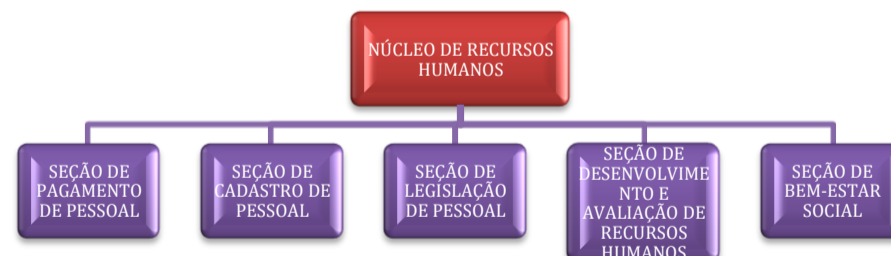 NÚCLEO DE RECURSOS
HUMANOS
SEÇÃO DE
PAGAMENTO
DE PESSOAL
SEÇÃO DE
CADASTRO DE
PESSOAL
SEÇÃO DE
LEGISLAÇÃO
DE PESSOAL
SEÇÃO DE
DESENVOLVIME
NTO E
AVALIAÇÃO DE
RECURSOS
HUMANOS
SEÇÃO DE
BEM-ESTAR
SOCIAL